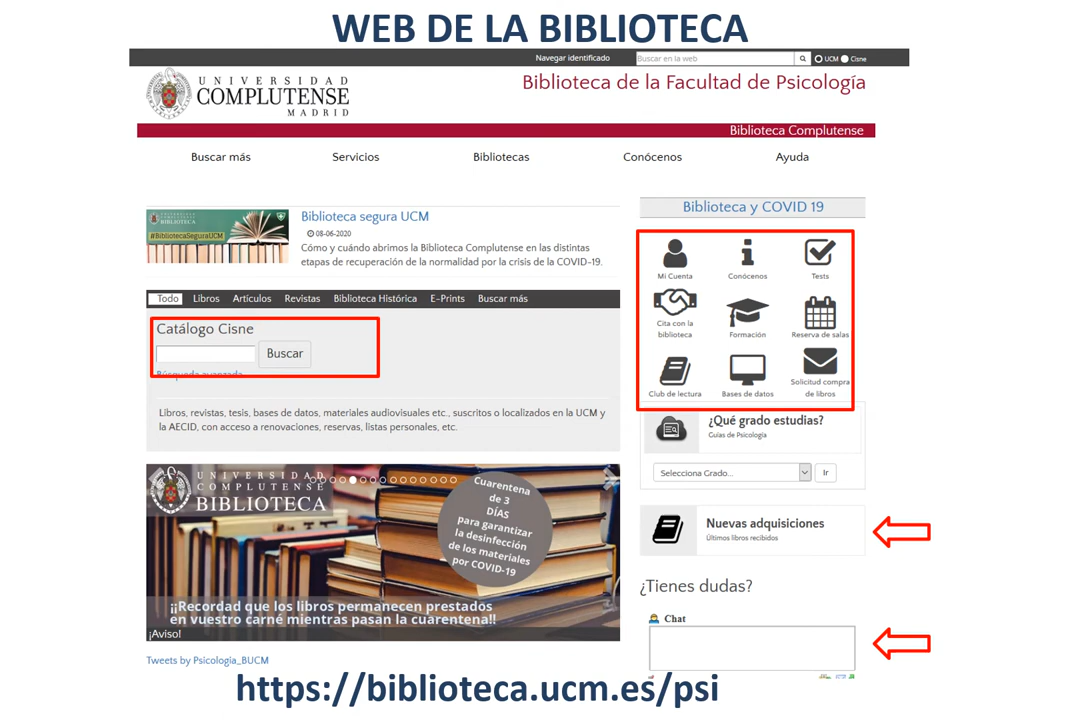 WEB DE LA BIBLIOTECA
Navegar identificado
Buscar en la web
UCM
Cisne
UNIVERSIDAD
COMPLUTENSE
MADRID
Biblioteca de la Facultad de Psicología
Biblioteca Complutense
Buscar más
Servicios
Bibliotecas
Conócenos
Ayuda
BIBLIOTECA
#BibliotecaSeguraUCM
Biblioteca segura UCM
08-06-2020
Cómo y cuándo abrimos la Biblioteca Complutense en las distintas
etapas de recuperación de la normalidad por la crisis de la COVID-19.
Todo
Libros
Artículos
Revistas
Biblioteca Histórica
E-Prints
Buscar más
Catálogo Cisne
Buscar
Búsqueda avanzada
Libros, revistas, tesis, bases de datos, materiales audiovisuales etc., suscritos o localizados en la UCM y
la AECID, con acceso a renovaciones, reservas, listas personales, etc.
UNIVERSIDAD
COMPLUTENSE
BIBLIOTECA
Cuarentena
de 3
DÍAS
para garantizar
la desinfección
de los materiales
por COVID-19
¡¡Recordad que los libros permanecen prestados
en vuestro carné mientras pasan la cuarentena!!
¡Aviso!
Tweets by Psicologia_BUCM
Biblioteca y COVID 19
Mi Cuenta
Conócenos
Tests
Cita con la
biblioteca
Formación
Reserva de salas
Club de lectura
Bases de datos
Solicitud compra
de libros
¿Qué grado estudias?
Guías de Psicología
Selecciona Grado...
Ir
Nuevas adquisiciones
Últimos libros recibidos
¿Tienes dudas?
Chat
https://biblioteca.ucm.es/psi